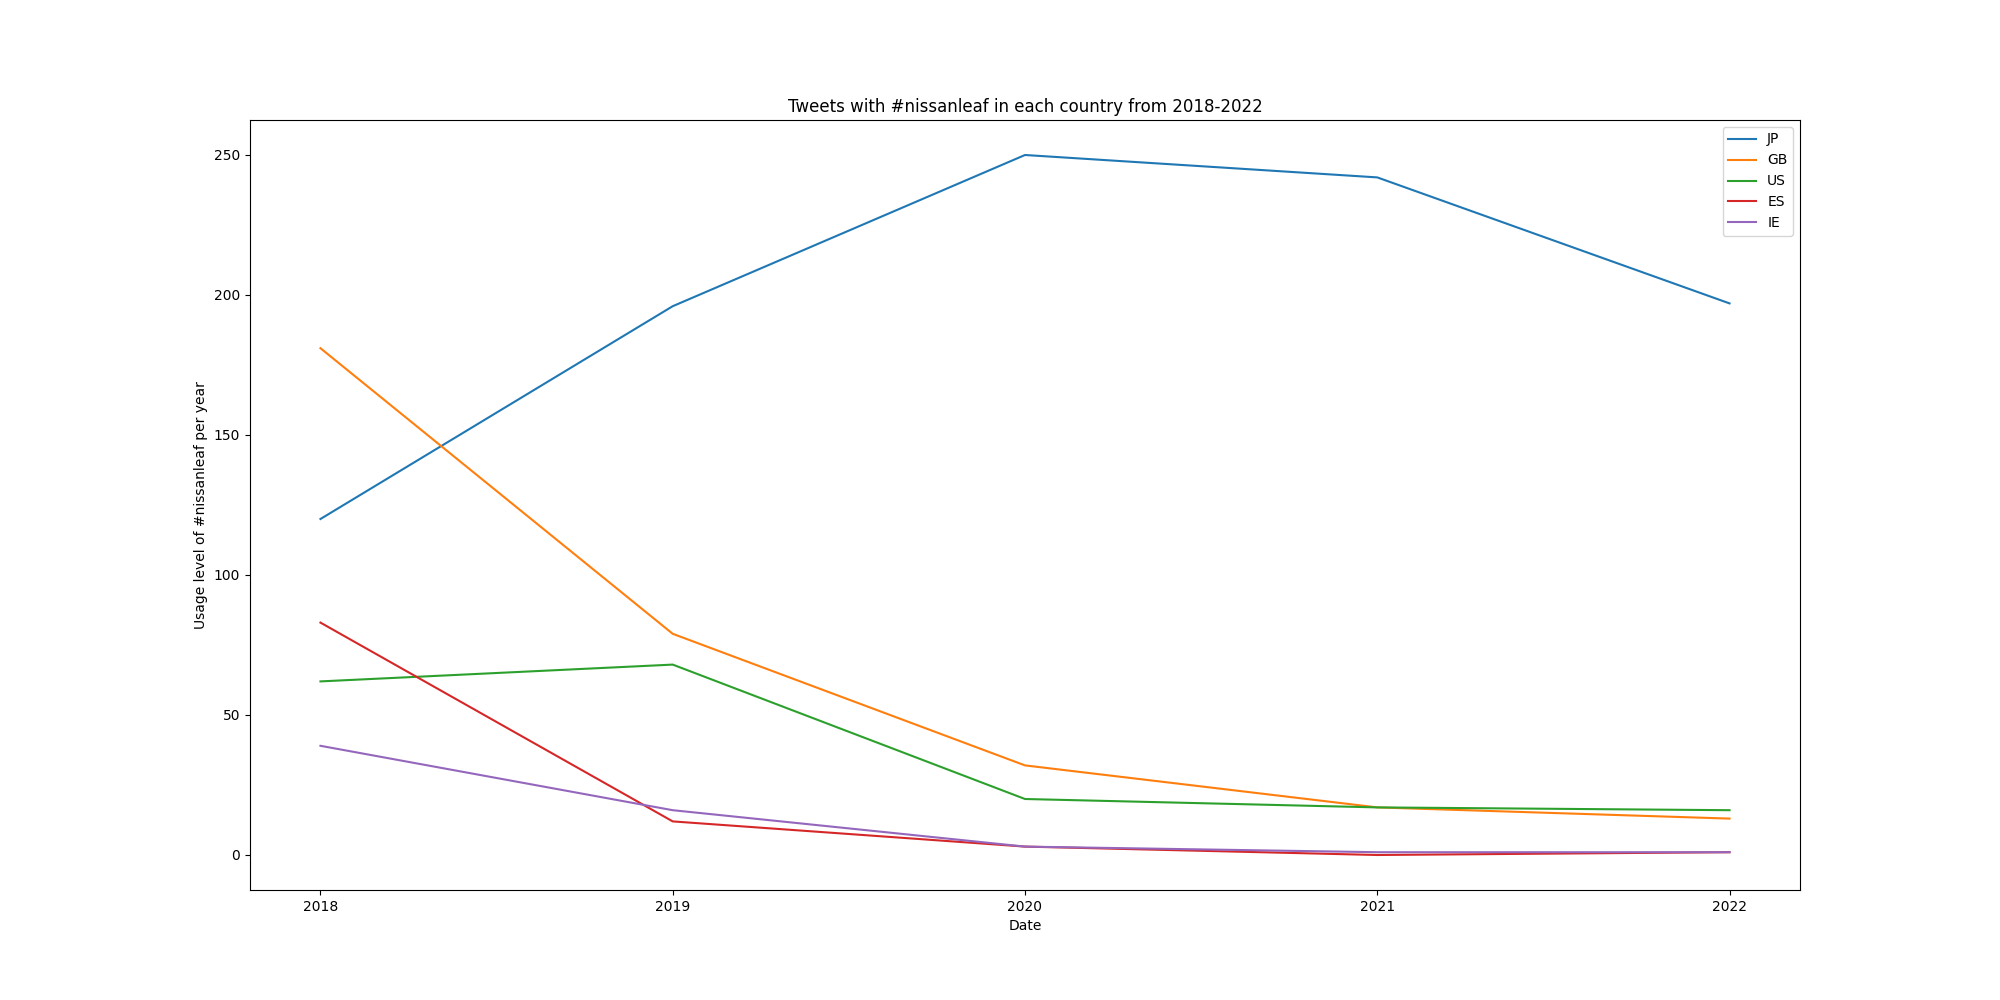 Tweets with #nissanleaf in each country from 2018-2022
JP
GB
US
ES
IE
250
200
150
100
50
0
Usage level of #nissanleaf per year
2018 2019 2020 2021 2022
Date